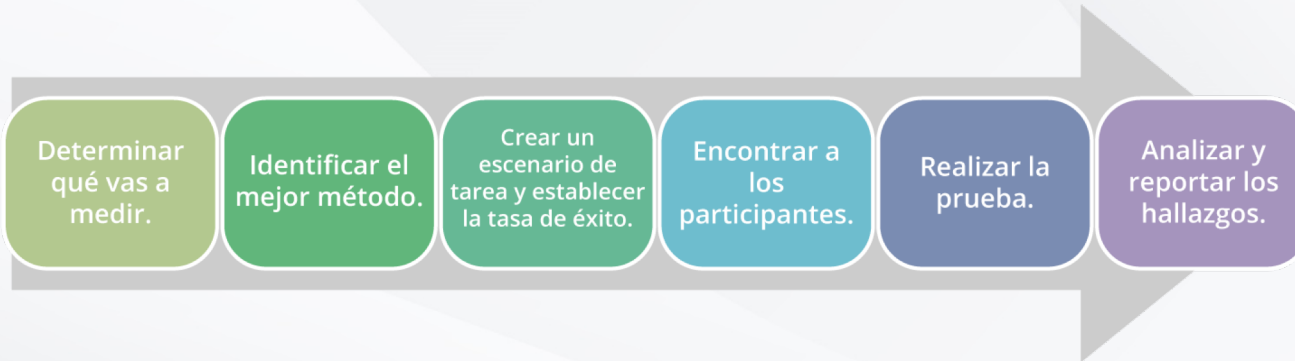 Determinar
qué vas a
medir.
Identificar el
mejor método.
Crear un
escenario de
tarea y establecer
la tasa de éxito.
Encontrar a
los
participantes.
Realizar la
prueba.
Analizar y
reportar los
hallazgos.